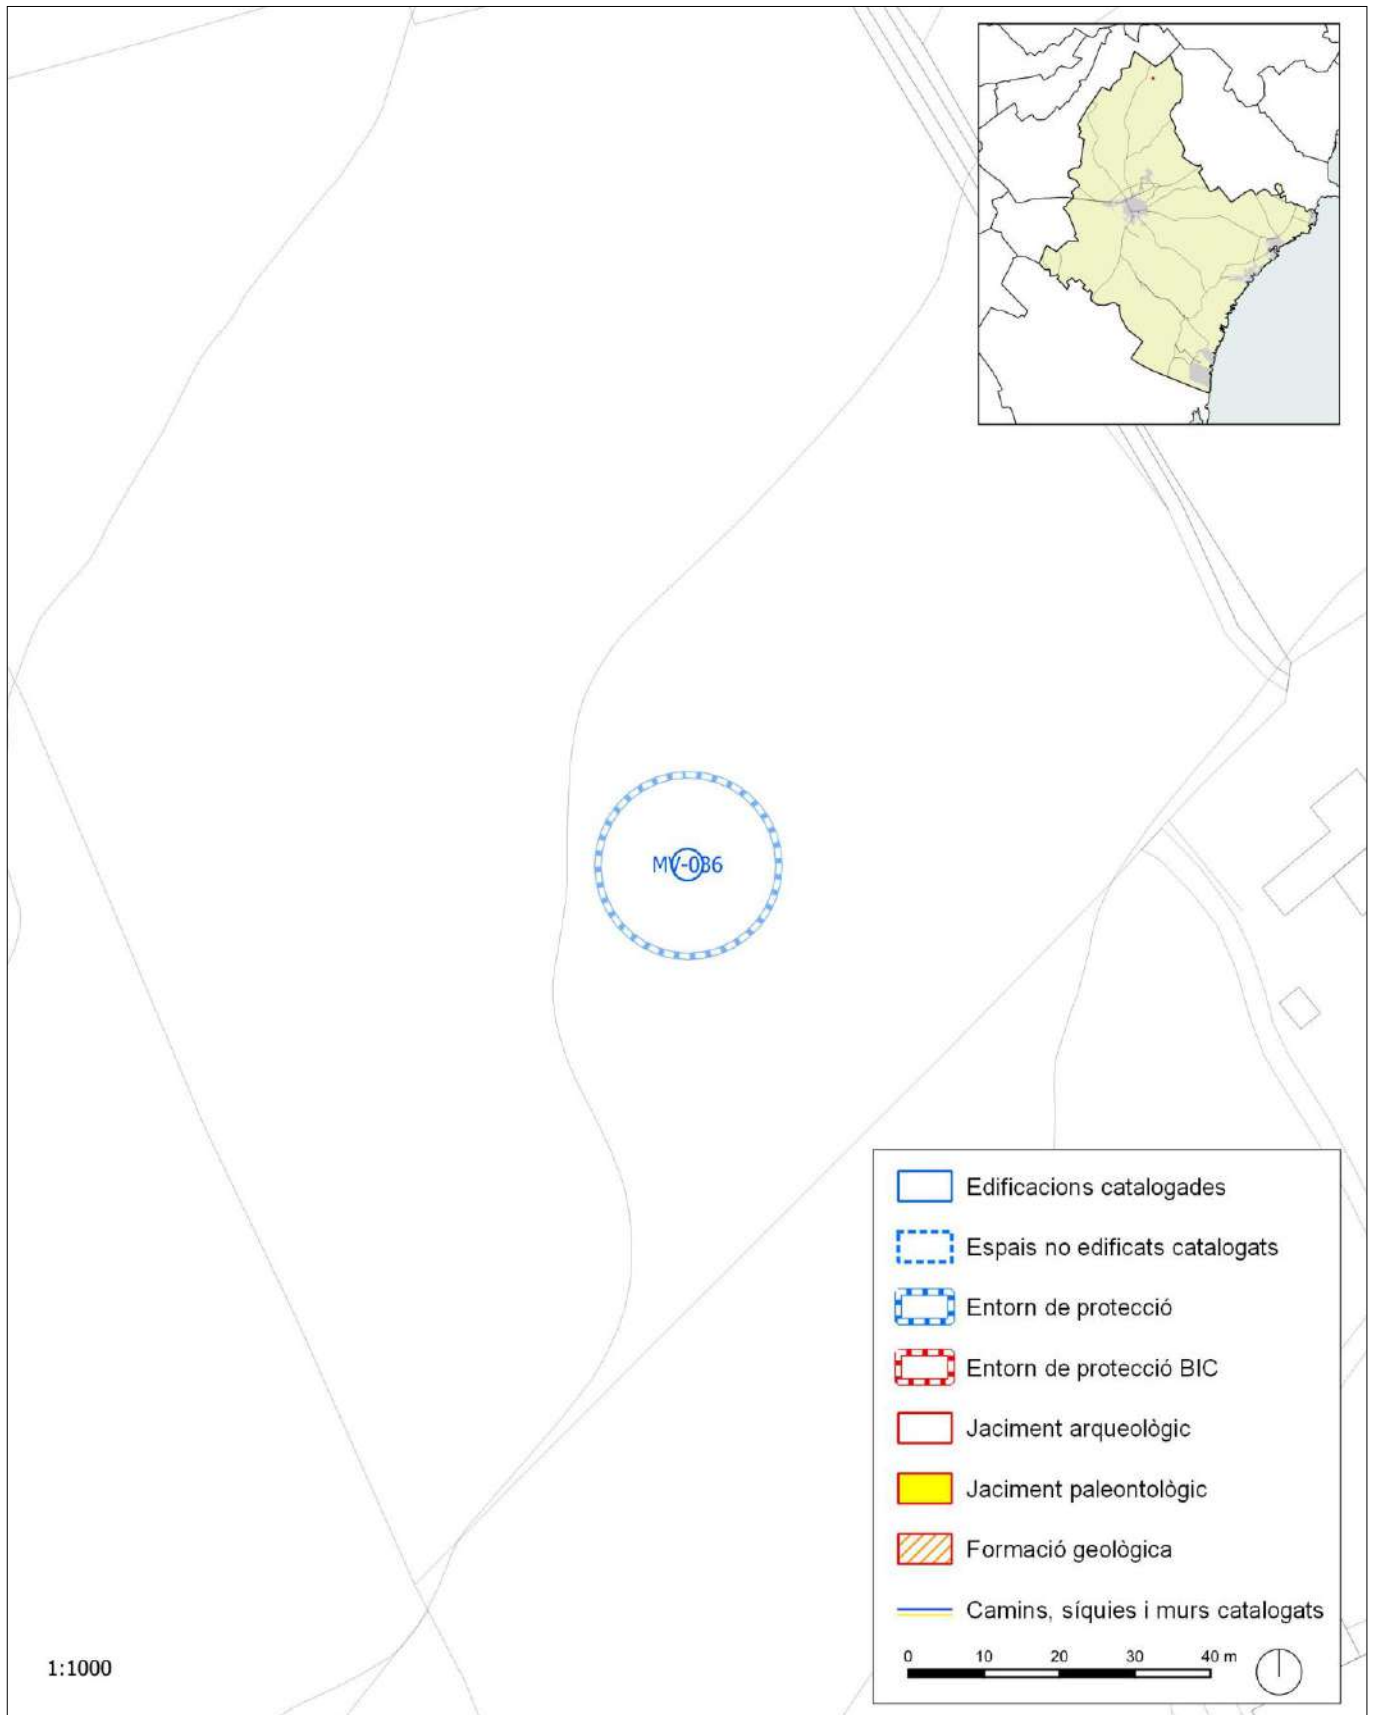 MV-036
Edificacions catalogades
Espais no edificats catalogats
Entorn de protecció
Entorn de protecció BIC
Jaciment arqueològic
Jaciment paleontològic
Formació geològica
Camins, síquies i murs catalogats
0 10 20 30 40 m
1:1000